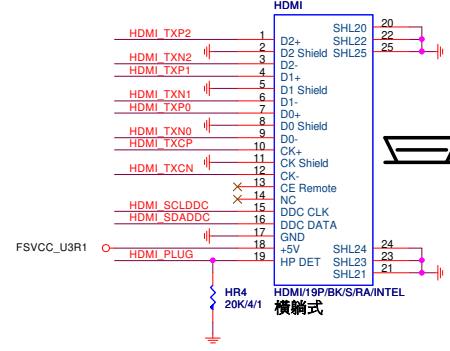 HDMI
HDMI_TXP2 1 D2+ SHL20 20
2 D2 Shield SHL22 22
HDMI_TXN2 3 D2- SHL25 25
HDMI_TXP1 4 D1+
5 D1 Shield
HDMI_TXN1 6 D1-
HDMI_TXP0 7 D0+
8 D0 Shield
HDMI_TXN0 9 D0-
HDMI_TXCP 10 CK+
11 CK Shield
HDMI_TXCN 12 CK-
13 CE Remote
14 NC
HDMI_SCLDDC 15 DDC CLK
HDMI_SDADDC 16 DDC DATA
17 GND
FSVCC_U3R1 18 +5V SHL24 24
HDMI_PLUG 19 HP DET SHL23 23
SHL21 21
HR4 HDMI/19P/BK/S/RA/INTEL
20K/4/1 橫躺式